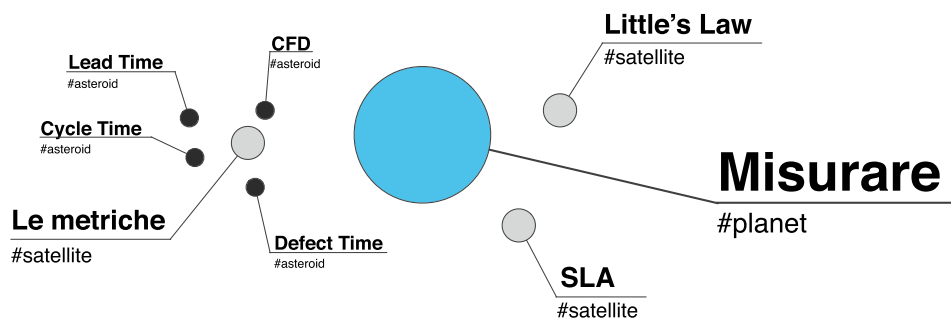 Little's Law
#satellite
CFD
#asteroid
Lead Time
#asteroid
Cycle Time
#asteroid
Misurare
#planet
Le metriche
#satellite
Defect Time
#asteroid
SLA
#satellite